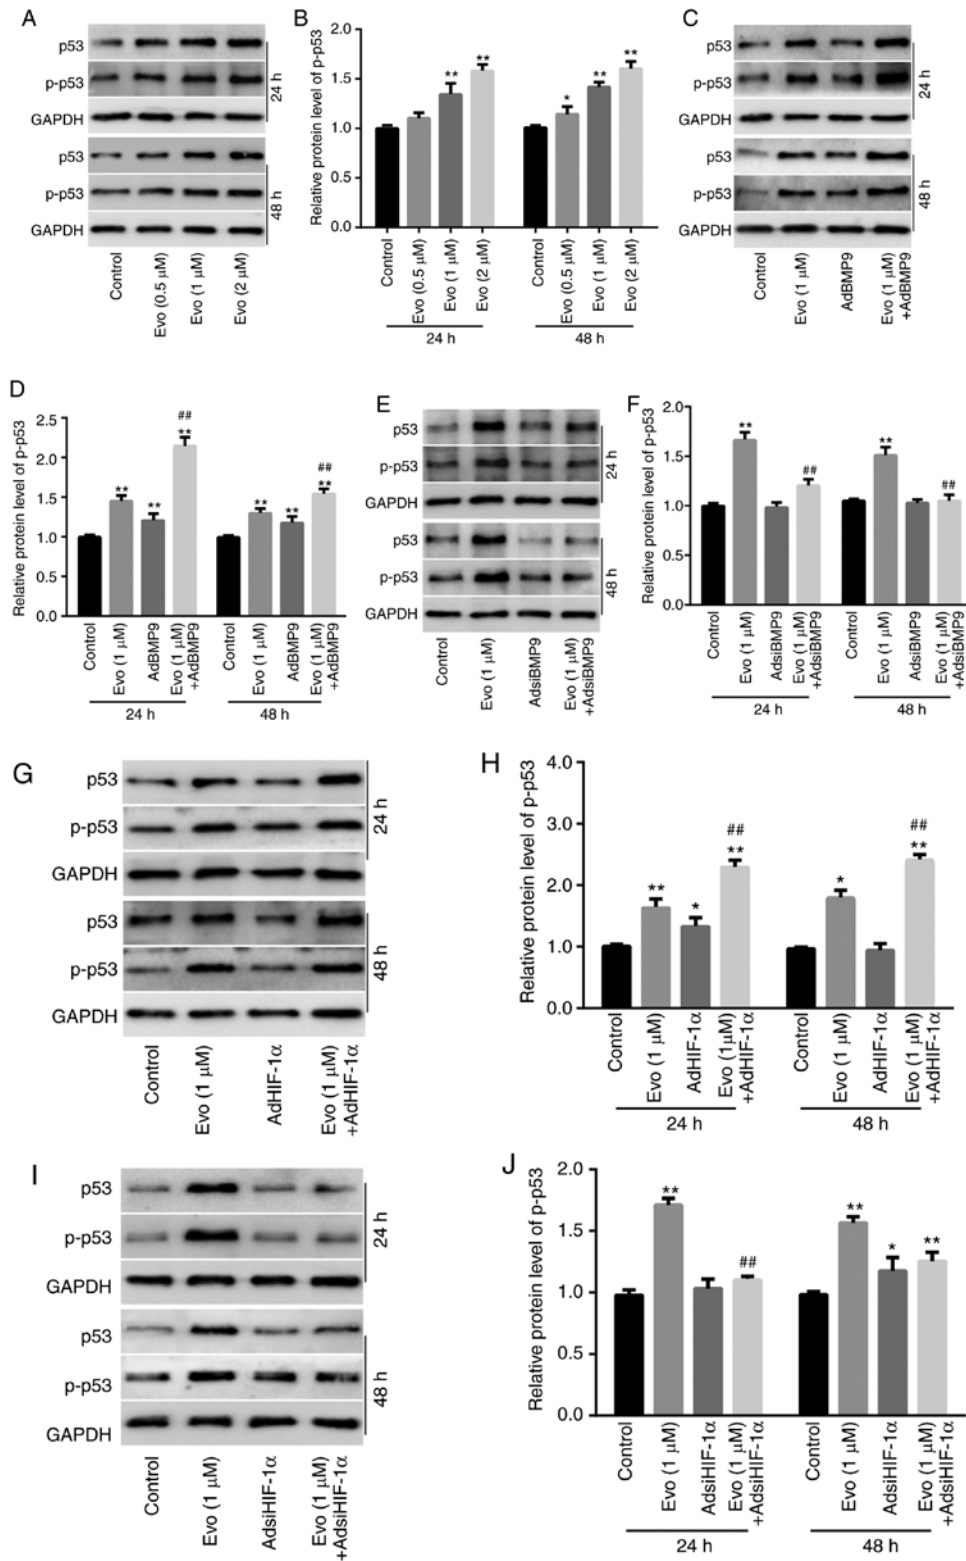 A
p53
p-p53
GAPDH
24 h
p53
p-p53
GAPDH
48 h
Control
Evo (0.5 μM)
Evo (1 μM)
Evo (2 μM)
B
Relative protein level of p-p53
2.0
1.5
1.0
0.5
0.0
**
**
*
**
**
Control
Evo (0.5 μM)
Evo (1 μM)
Evo (2 μM)
Control
Evo (0.5 μM)
Evo (1 μM)
Evo (2 μM)
24 h
48 h
C
p53
p-p53
GAPDH
24 h
p53
p-p53
GAPDH
48 h
Control
Evo (1 μM)
AdBMP9
Evo (1 μM)
+AdBMP9
D
Relative protein level of p-p53
2.5
2.0
1.5
1.0
0.5
0.0
**
**
##
**
**
**
##
**
Control
Evo (1 μM)
AdBMP9
Evo (1 μM)
+AdBMP9
Control
Evo (1 μM)
AdBMP9
Evo (1 μM)
+AdBMP9
24 h
48 h
E
p53
p-p53
GAPDH
24 h
p53
p-p53
GAPDH
48 h
Control
Evo (1 μM)
AdsiBMP9
Evo (1 μM)
+AdsiBMP9
F
Relative protein level of p-p53
2.0
1.5
1.0
0.5
0.0
**
##
**
##
Control
Evo (1 μM)
AdsiBMP9
Evo (1 μM)
+AdsiBMP9
Control
Evo (1 μM)
AdsiBMP9
Evo (1 μM)
+AdsiBMP9
24 h
48 h
G
p53
p-p53
GAPDH
24 h
p53
p-p53
GAPDH
48 h
Control
Evo (1 μM)
AdHIF-1α
Evo (1 μM)
+AdHIF-1α
H
Relative protein level of p-p53
4.0
3.0
2.0
1.0
0.0
**
*
##
**
*
##
**
Control
Evo (1 μM)
AdHIF-1α
Evo (1μM)
+AdHIF-1α
Control
Evo (1 μM)
AdHIF-1α
Evo (1 μM)
+AdHIF-1α
24 h
48 h
I
p53
p-p53
GAPDH
24 h
p53
p-p53
GAPDH
48 h
Control
Evo (1 μM)
AdsiHIF-1α
Evo (1 μM)
+AdsiHIF-1α
J
Relative protein level of p-p53
2.0
1.5
1.0
0.5
0.0
**
##
**
*
**
Control
Evo (1 μM)
AdsiHIF-1α
Evo (1 μM)
+AdsiHIF-1α
Control
Evo (1 μM)
AdsiHIF-1α
Evo (1 μM)
+AdsiHIF-1α
24 h
48 h